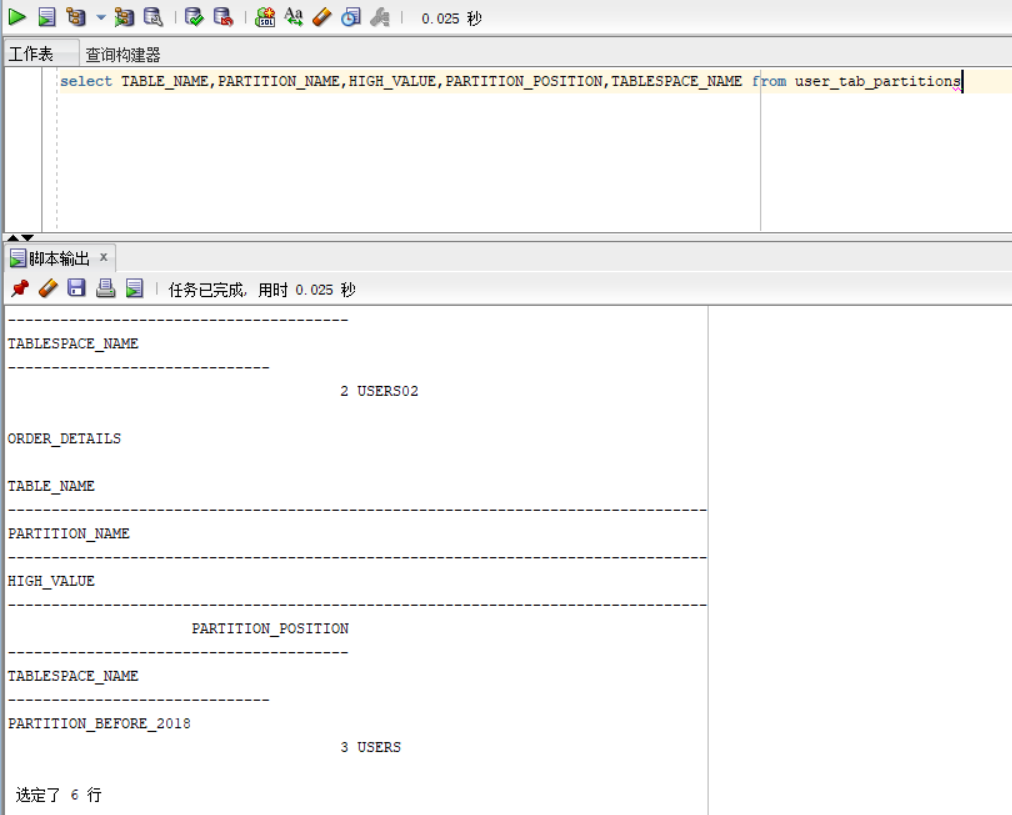 0.025 秒
工作表 查询构建器
select TABLE_NAME,PARTITION_NAME,HIGH_VALUE,PARTITION_POSITION,TABLESPACE_NAME from user_tab_partitions
脚本输出 x
任务已完成, 用时 0.025 秒
---------------------------------------
TABLESPACE_NAME
------------------------------
2 USERS02
ORDER_DETAILS
TABLE_NAME
--------------------------------------------------------------------------------
PARTITION_NAME
--------------------------------------------------------------------------------
HIGH_VALUE
--------------------------------------------------------------------------------
PARTITION_POSITION
---------------------------------------
TABLESPACE_NAME
------------------------------
PARTITION_BEFORE_2018
3 USERS
选定了 6 行